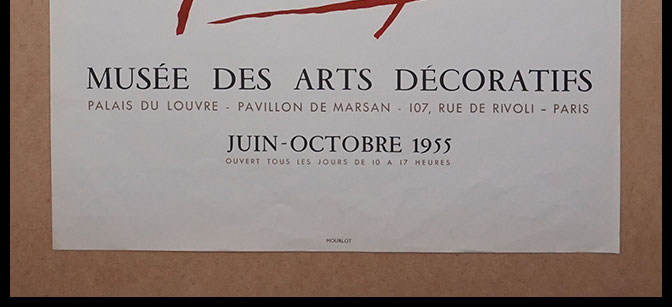 MUSÉE DES ARTS DÉCORATIFS
PALAIS DU LOUVRE - PAVILLON DE MARSAN - 107, RUE DE RIVOLI – PARIS
JUIN-OCTOBRE 1955
OUVERT TOUS LES JOURS DE 10 A 17 HEURES
MOURLOT